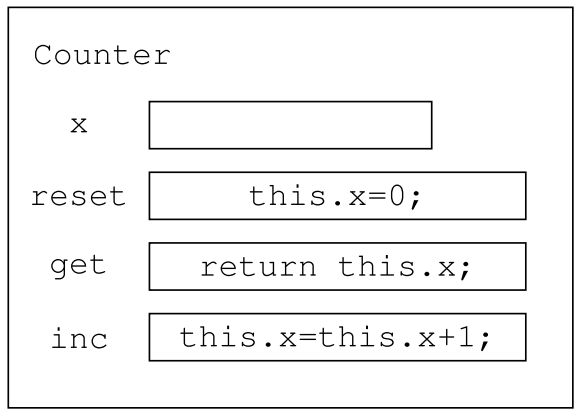 Counter
x
reset this.x=0;
get return this.x;
inc this.x=this.x+1;